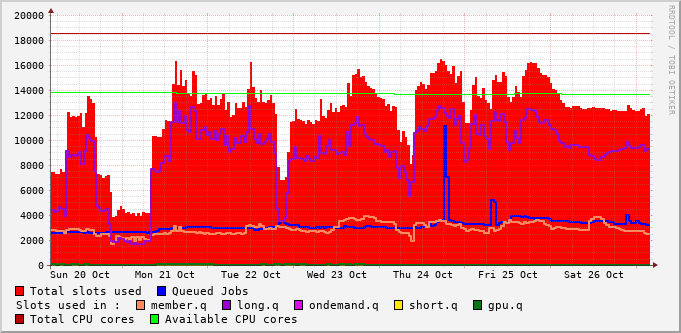 20000
18000
16000
14000
12000
10000
8000
6000
4000
2000
0
Sun 20 Oct Mon 21 Oct Tue 22 Oct Wed 23 Oct Thu 24 Oct Fri 25 Oct Sat 26 Oct
Total slots used Queued Jobs
Slots used in : member.q long.q ondemand.q short.q gpu.q
Total CPU cores Available CPU cores
RRDTOOL / TOBI OETIKER